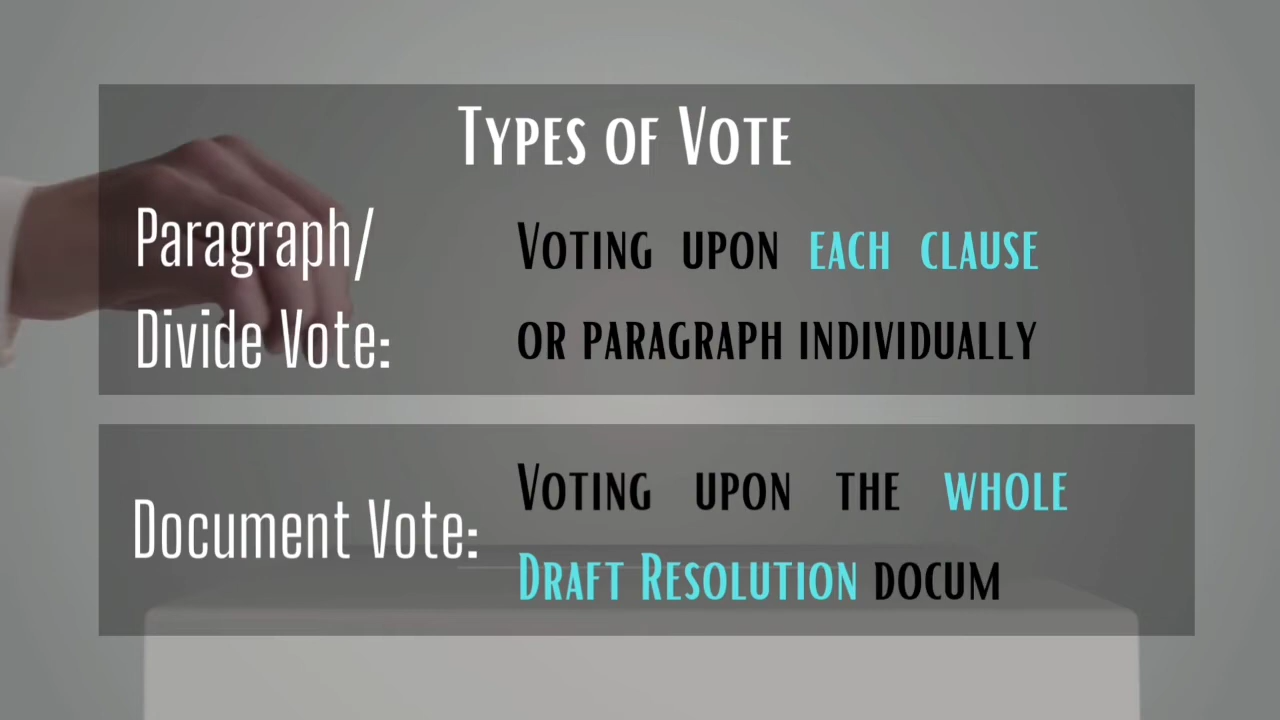 Types of Vote
Paragraph/
Divide Vote:
Voting upon each clause
or paragraph individually
Document Vote:
Voting upon the whole
Draft Resolution docum